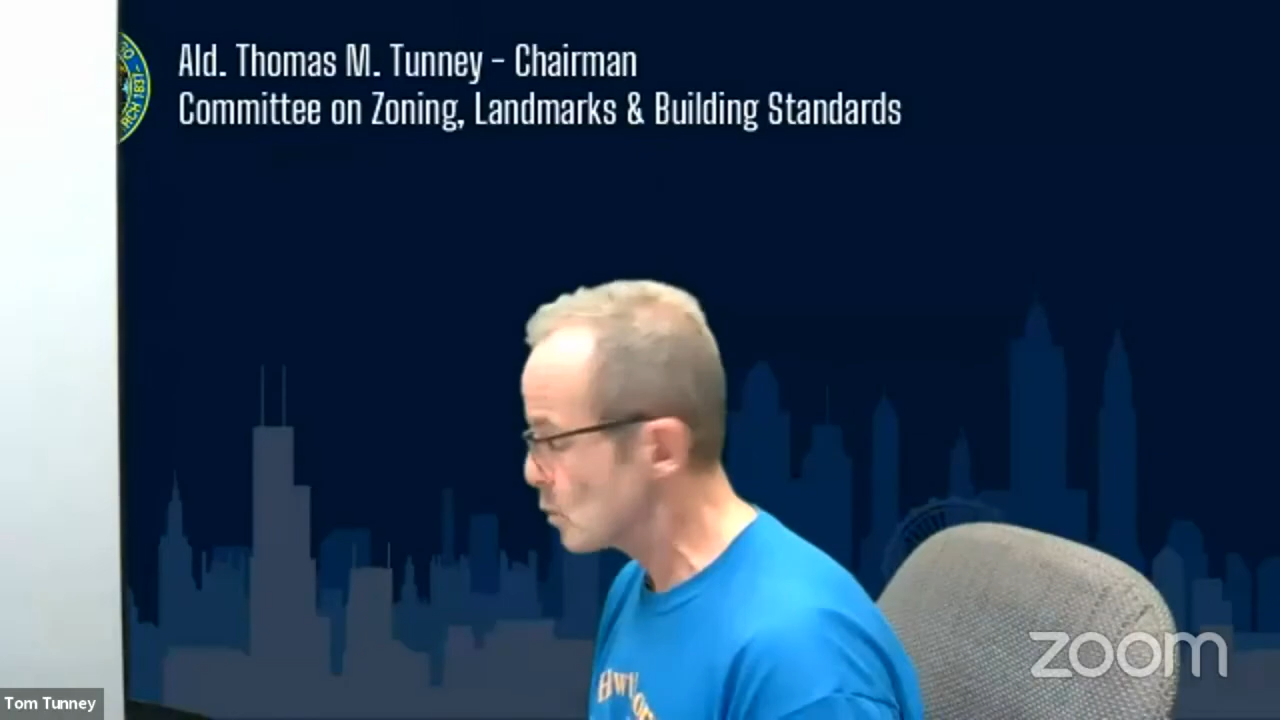 Ald. Thomas M. Tunney - Chairman
Committee on Zoning, Landmarks & Building Standards
zoom
Tom Tunney